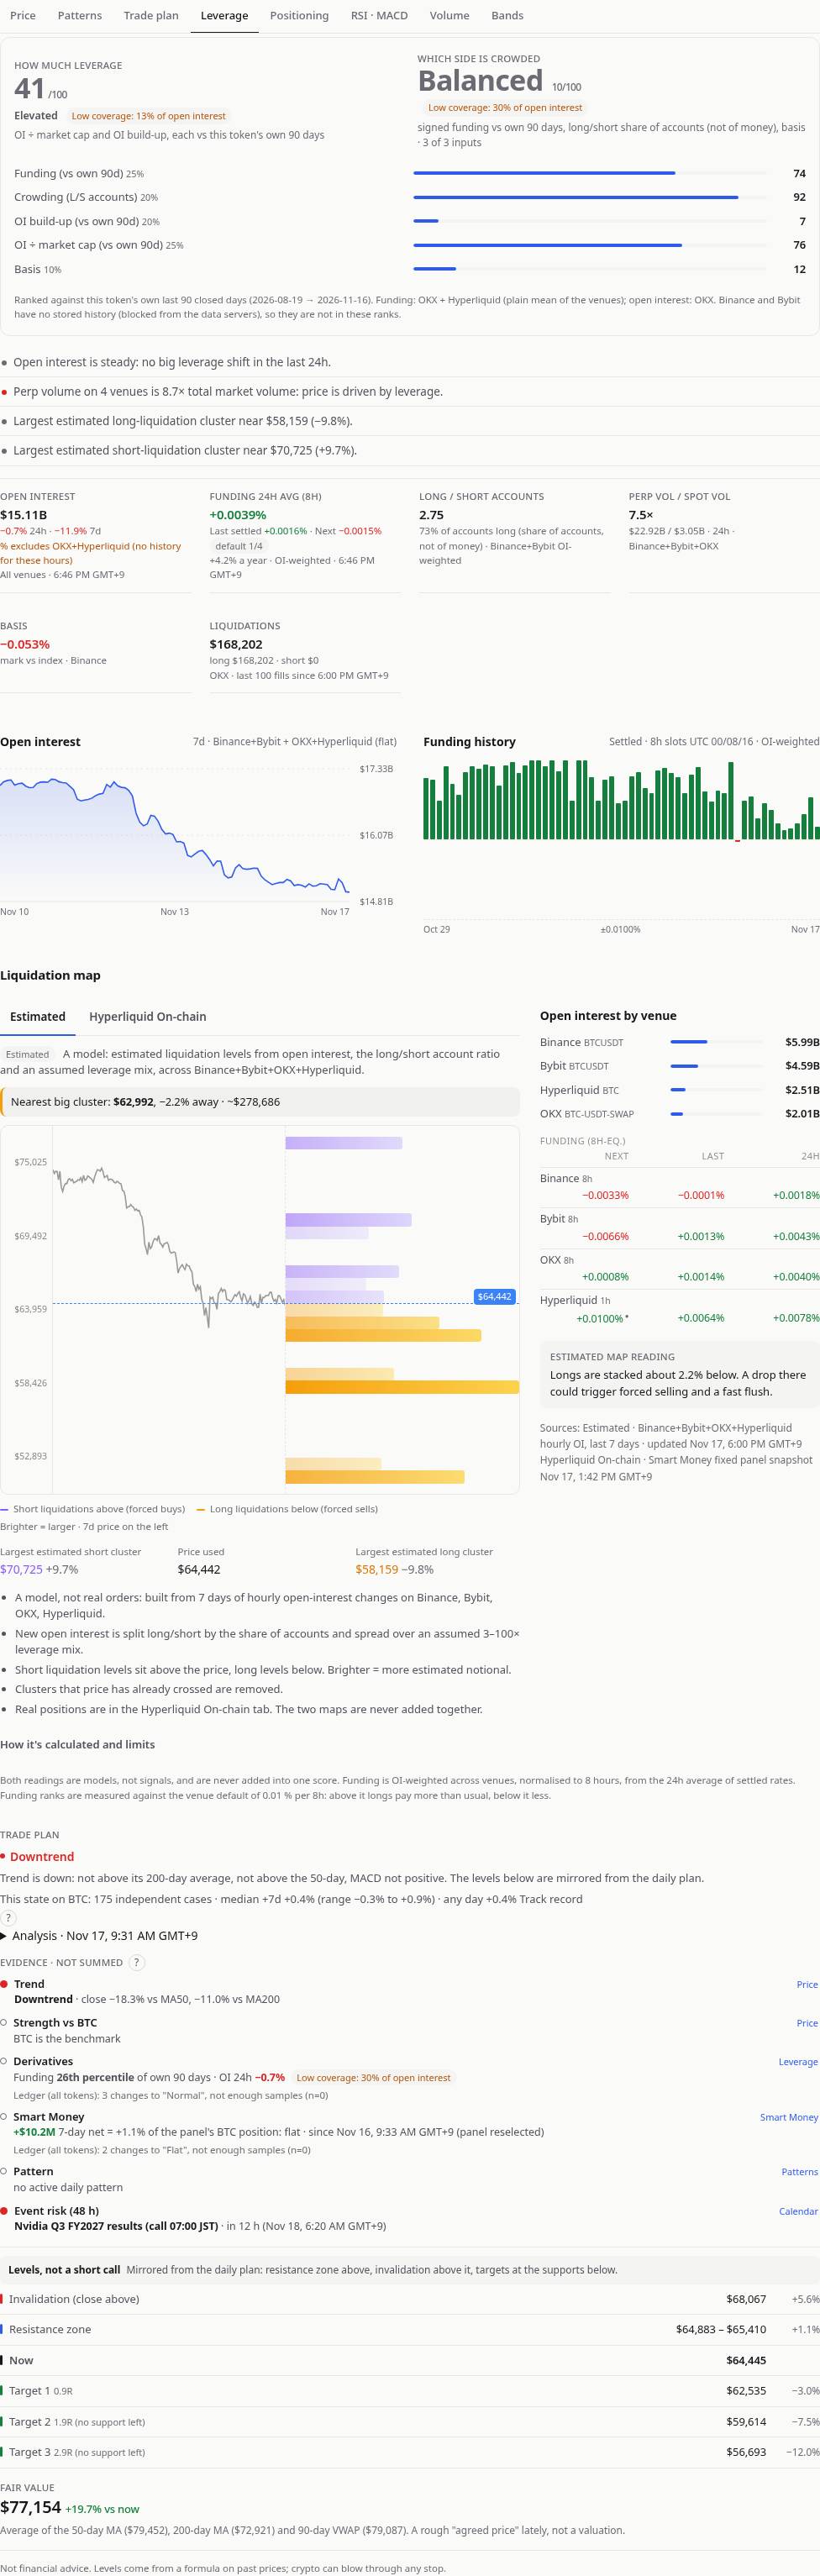 Price Patterns Trade plan Leverage Positioning RSI · MACD Volume Bands
HOW MUCH LEVERAGE
41 /100
Elevated Low coverage: 13% of open interest
OI ÷ market cap and OI build-up, each vs this token's own 90 days
WHICH SIDE IS CROWDED
Balanced 10/100
Low coverage: 30% of open interest
signed funding vs own 90 days, long/short share of accounts (not of money), basis
· 3 of 3 inputs
Funding (vs own 90d) 25% 74
Crowding (L/S accounts) 20% 92
OI build-up (vs own 90d) 20% 7
OI ÷ market cap (vs own 90d) 25% 76
Basis 10% 12
Ranked against this token's own last 90 closed days (2026-08-19 → 2026-11-16). Funding: OKX + Hyperliquid (plain mean of the venues); open interest: OKX. Binance and Bybit
have no stored history (blocked from the data servers), so they are not in these ranks.
Open interest is steady: no big leverage shift in the last 24h.
Perp volume on 4 venues is 8.7× total market volume: price is driven by leverage.
Largest estimated long-liquidation cluster near $58,159 (−9.8%).
Largest estimated short-liquidation cluster near $70,725 (+9.7%).
OPEN INTEREST
$15.11B
−0.7% 24h · −11.9% 7d
% excludes OKX+Hyperliquid (no history
for these hours)
All venues · 6:46 PM GMT+9
FUNDING 24H AVG (8H)
+0.0039%
Last settled +0.0016% · Next −0.0015%
default 1/4
+4.2% a year · OI-weighted · 6:46 PM
GMT+9
LONG / SHORT ACCOUNTS
2.75
73% of accounts long (share of accounts,
not of money) · Binance+Bybit OI-
weighted
PERP VOL / SPOT VOL
7.5×
$22.92B / $3.05B · 24h ·
Binance+Bybit+OKX
BASIS
−0.053%
mark vs index · Binance
LIQUIDATIONS
$168,202
long $168,202 · short $0
OKX · last 100 fills since 6:00 PM GMT+9
Open interest 7d · Binance+Bybit + OKX+Hyperliquid (flat)
$17.33B
$16.07B
$14.81B
Nov 10 Nov 13 Nov 17
Funding history Settled · 8h slots UTC 00/08/16 · OI-weighted
Oct 29 ±0.0100% Nov 17
Liquidation map
Estimated Hyperliquid On-chain
Estimated A model: estimated liquidation levels from open interest, the long/short account ratio
and an assumed leverage mix, across Binance+Bybit+OKX+Hyperliquid.
Nearest big cluster: $62,992, −2.2% away · ~$278,686
$75,025
$69,492
$64,442
$63,959
$58,426
$52,893
Short liquidations above (forced buys) Long liquidations below (forced sells)
Brighter = larger · 7d price on the left
Largest estimated short cluster
$70,725 +9.7%
Price used
$64,442
Largest estimated long cluster
$58,159 −9.8%
A model, not real orders: built from 7 days of hourly open-interest changes on Binance, Bybit,
OKX, Hyperliquid.
New open interest is split long/short by the share of accounts and spread over an assumed 3–100×
leverage mix.
Short liquidation levels sit above the price, long levels below. Brighter = more estimated notional.
Clusters that price has already crossed are removed.
Real positions are in the Hyperliquid On-chain tab. The two maps are never added together.
Open interest by venue
Binance BTCUSDT $5.99B
Bybit BTCUSDT $4.59B
Hyperliquid BTC $2.51B
OKX BTC-USDT-SWAP $2.01B
FUNDING (8H-EQ.)
NEXT LAST 24H
Binance 8h
−0.0033% −0.0001% +0.0018%
Bybit 8h
−0.0066% +0.0013% +0.0043%
OKX 8h
+0.0008% +0.0014% +0.0040%
Hyperliquid 1h
+0.0100%* +0.0064% +0.0078%
ESTIMATED MAP READING
Longs are stacked about 2.2% below. A drop there
could trigger forced selling and a fast flush.
Sources: Estimated · Binance+Bybit+OKX+Hyperliquid
hourly OI, last 7 days · updated Nov 17, 6:00 PM GMT+9
Hyperliquid On-chain · Smart Money fixed panel snapshot
Nov 17, 1:42 PM GMT+9
How it's calculated and limits
Both readings are models, not signals, and are never added into one score. Funding is OI-weighted across venues, normalised to 8 hours, from the 24h average of settled rates.
Funding ranks are measured against the venue default of 0.01 % per 8h: above it longs pay more than usual, below it less.
TRADE PLAN
Downtrend
Trend is down: not above its 200-day average, not above the 50-day, MACD not positive. The levels below are mirrored from the daily plan.
This state on BTC: 175 independent cases · median +7d +0.4% (range −0.3% to +0.9%) · any day +0.4% Track record
?
Analysis · Nov 17, 9:31 AM GMT+9
EVIDENCE · NOT SUMMED ?
Trend Price
Downtrend · close −18.3% vs MA50, −11.0% vs MA200
Strength vs BTC Price
BTC is the benchmark
Derivatives Leverage
Funding 26th percentile of own 90 days · OI 24h −0.7% Low coverage: 30% of open interest
Ledger (all tokens): 3 changes to "Normal", not enough samples (n=0)
Smart Money Smart Money
+$10.2M 7-day net = +1.1% of the panel's BTC position: flat · since Nov 16, 9:33 AM GMT+9 (panel reselected)
Ledger (all tokens): 2 changes to "Flat", not enough samples (n=0)
Pattern Patterns
no active daily pattern
Event risk (48 h) Calendar
Nvidia Q3 FY2027 results (call 07:00 JST) · in 12 h (Nov 18, 6:20 AM GMT+9)
Levels, not a short call Mirrored from the daily plan: resistance zone above, invalidation above it, targets at the supports below.
Invalidation (close above) $68,067 +5.6%
Resistance zone $64,883 – $65,410 +1.1%
Now $64,445
Target 1 0.9R $62,535 −3.0%
Target 2 1.9R (no support left) $59,614 −7.5%
Target 3 2.9R (no support left) $56,693 −12.0%
FAIR VALUE
$77,154 +19.7% vs now
Average of the 50-day MA ($79,452), 200-day MA ($72,921) and 90-day VWAP ($79,087). A rough "agreed price" lately, not a valuation.
Not financial advice. Levels come from a formula on past prices; crypto can blow through any stop.